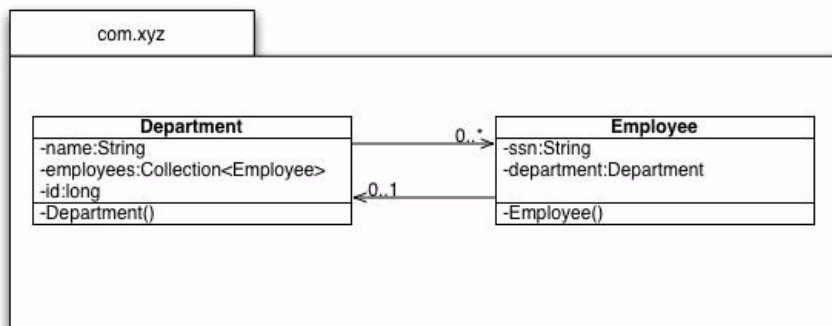 com.xyz
Department
-name:String
-employees:Collection<Employee>
-id:long
-Department()
0..*
0..1
Employee
-ssn:String
-department:Department
-Employee()